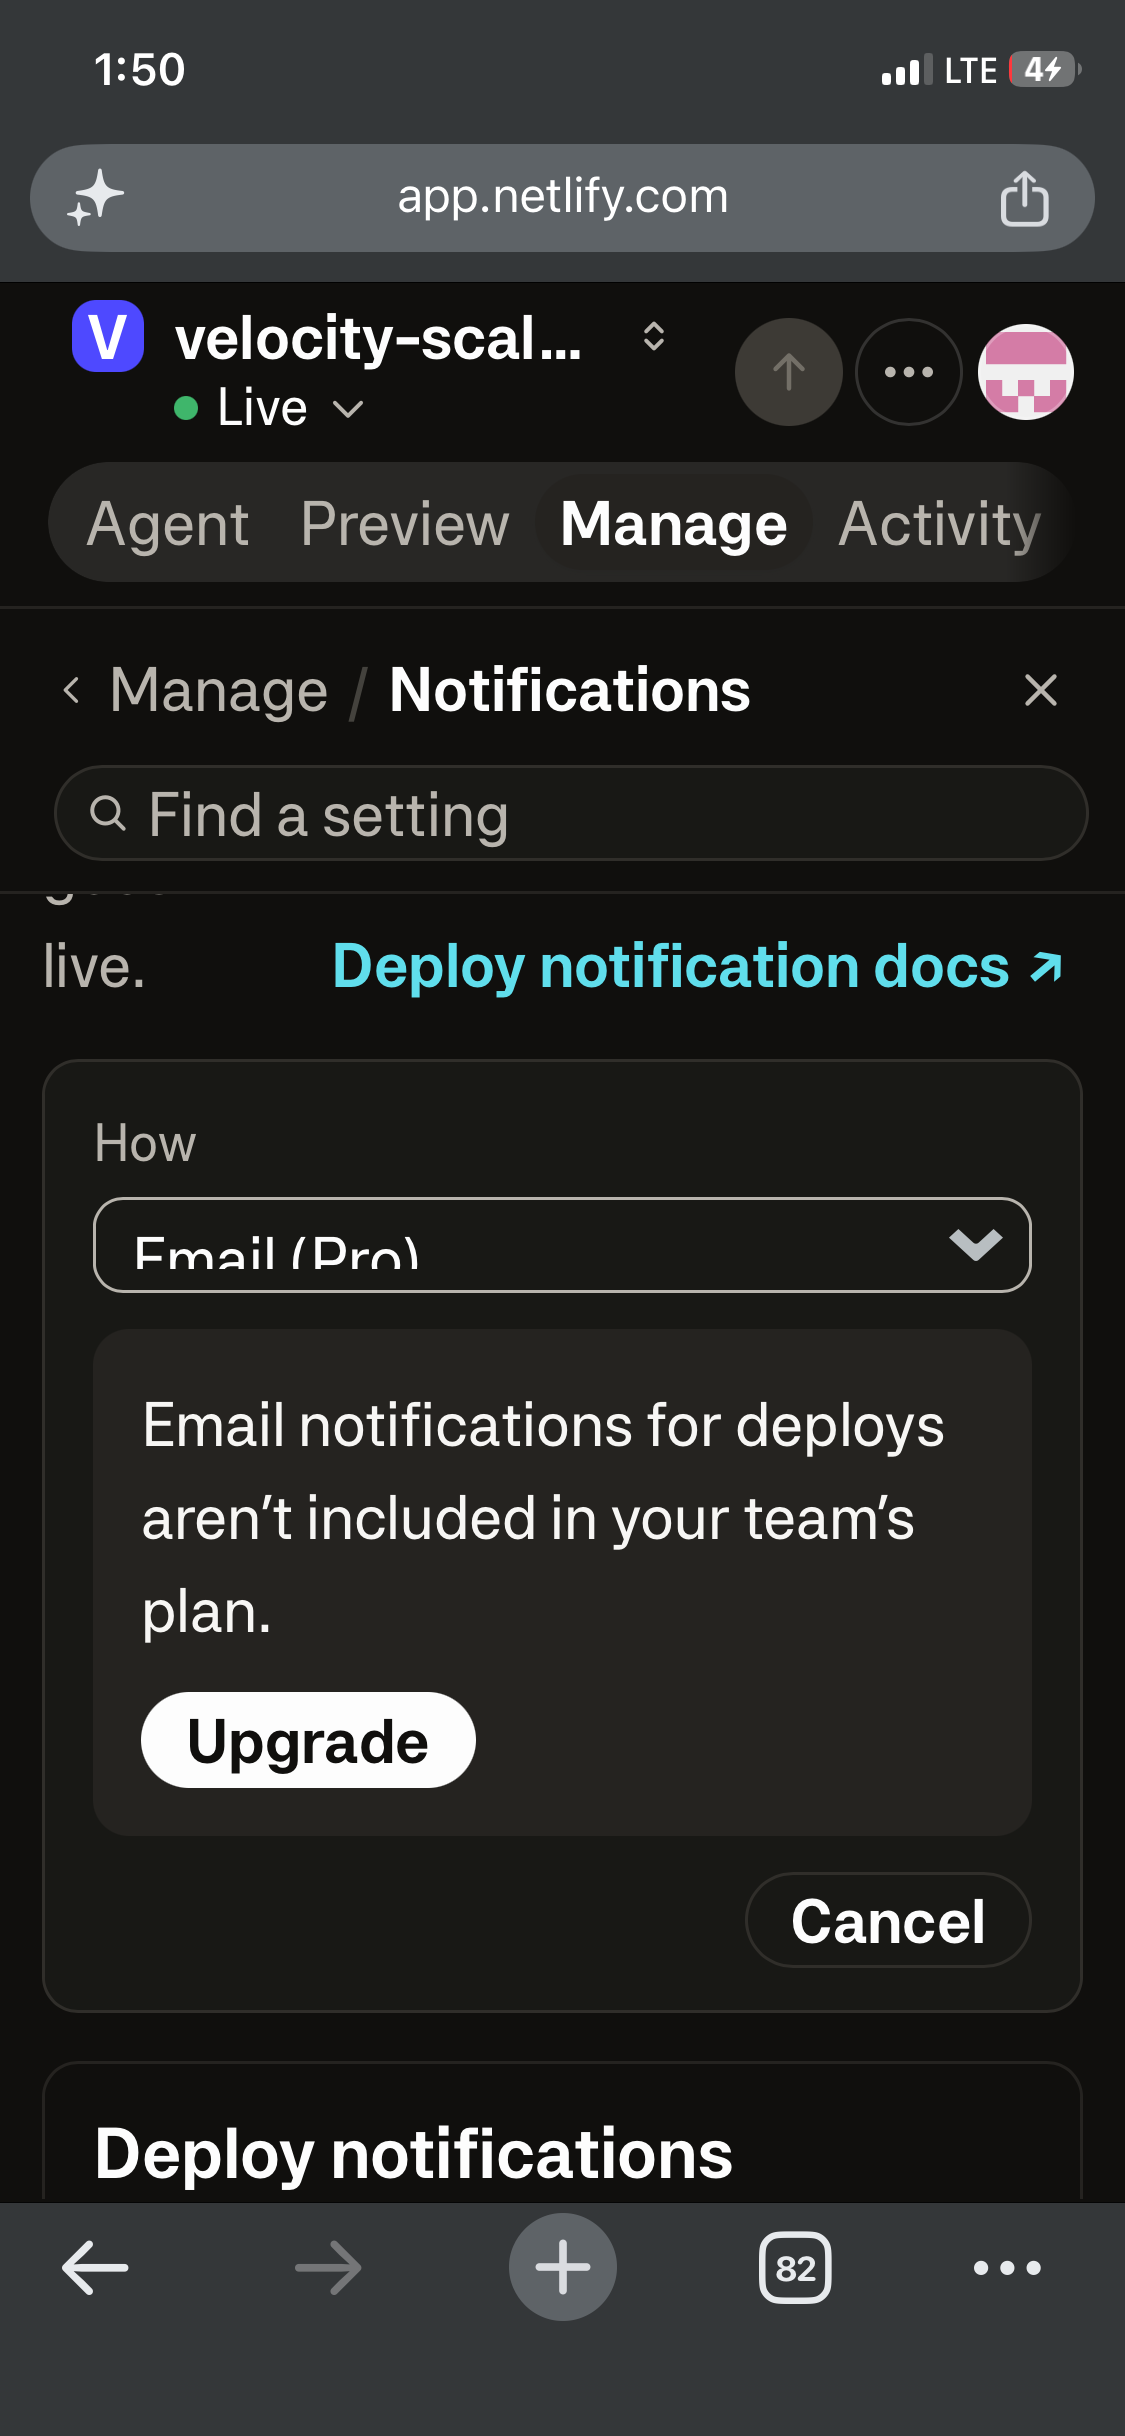 1:50
LTE
4
app.netlify.com
V
velocity-scal...
Live
Agent Preview Manage Activity
Manage / Notifications
Find a setting
live.
Deploy notification docs
How
Email (Pro)
Email notifications for deploys
aren’t included in your team’s
plan.
Upgrade
Cancel
Deploy notifications
82